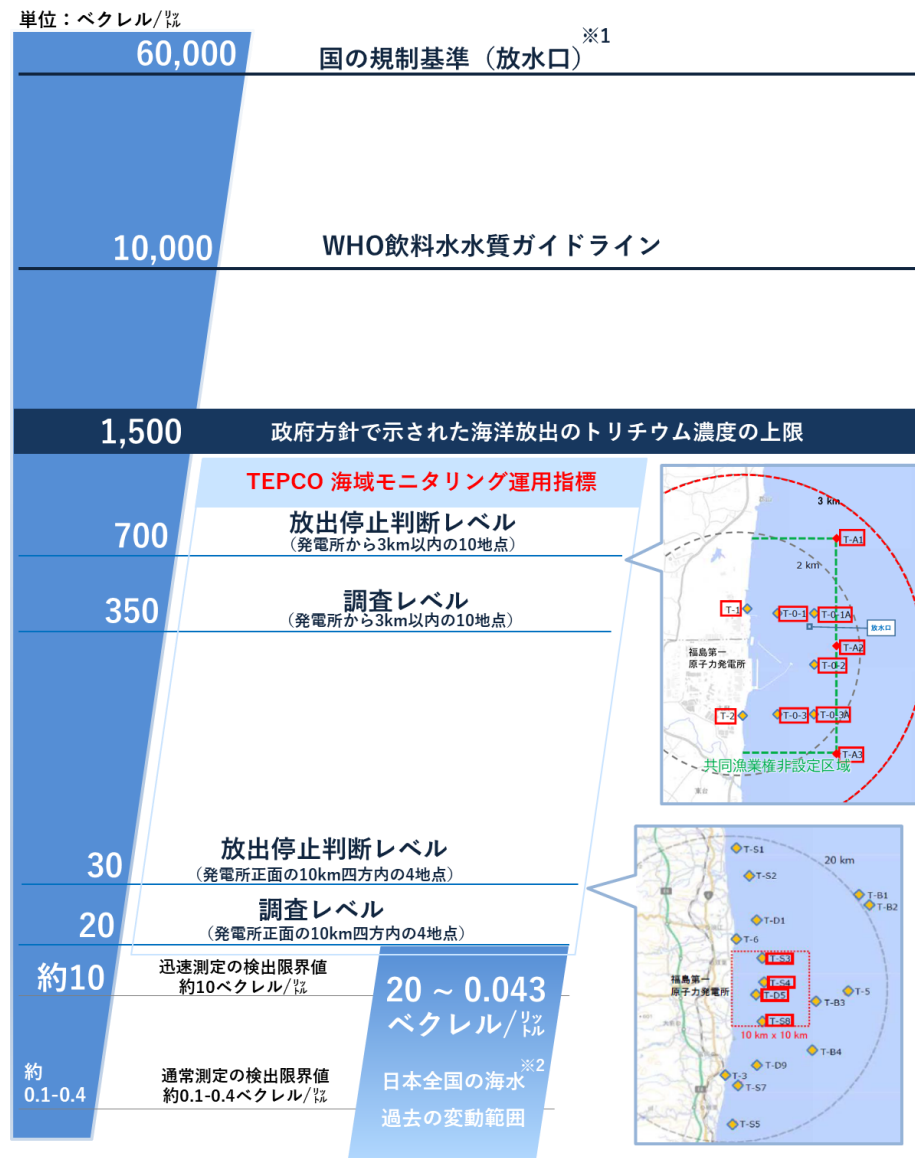 単位：ベクレル/リットル
60,000
国の規制基準（放水口）※1
10,000
WHO飲料水水質ガイドライン
1,500
政府方針で示された海洋放出のトリチウム濃度の上限
TEPCO 海域モニタリング運用指標
700
放出停止判断レベル
(発電所から3km以内の10地点)
350
調査レベル
(発電所から3km以内の10地点)
3 km
T-A1
2 km
T-1
T-0-1
T-0-1A
放水口
T-A2
福島第一
原子力発電所
T-0-2
T-2
T-0-3
T-0-3A
T-A3
共同漁業権非設定区域
30
放出停止判断レベル
(発電所正面の10km四方内の4地点)
20
調査レベル
(発電所正面の10km四方内の4地点)
約10
迅速測定の検出限界値
約10ベクレル/リットル
20 ~ 0.043
ベクレル/リットル
日本全国の海水※2
過去の変動範囲
約
0.1-0.4
通常測定の検出限界値
約0.1-0.4ベクレル/リットル
T-S1
20 km
T-S2
T-B1
T-B2
T-D1
T-6
T-S3
福島第一
原子力発電所
T-S4
T-D5
T-5
T-B3
T-S8
10 km x 10 km
T-B4
T-D9
T-3
T-S7
T-S5